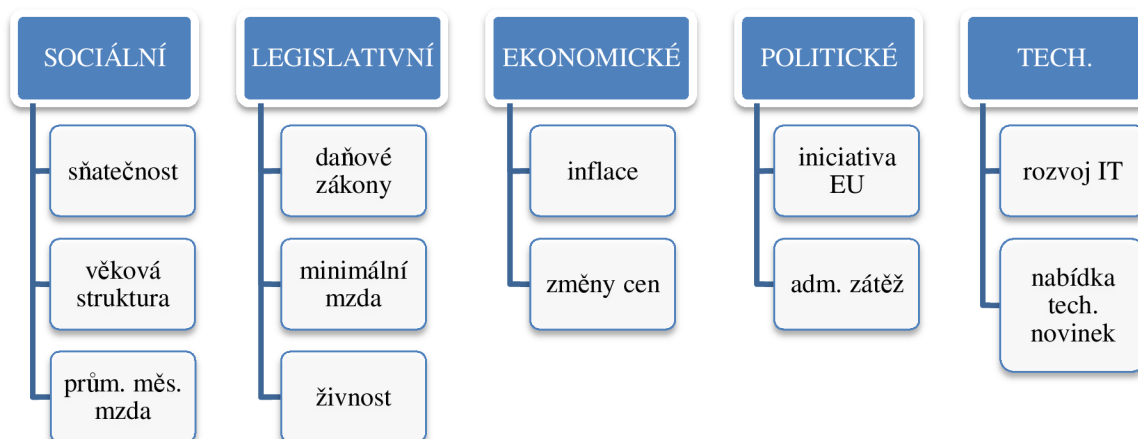 SOCIÁLNÍ
sňatečnost
věková
struktura
prům. měs.
mzda
LEGISLATIVNÍ
daňové
zákony
minimální
mzda
živnost
EKONOMICKÉ
inflace
změny cen
POLITICKÉ
iniciativa
EU
adm. zátěž
TECH.
rozvoj IT
nabídka
tech.
novinek